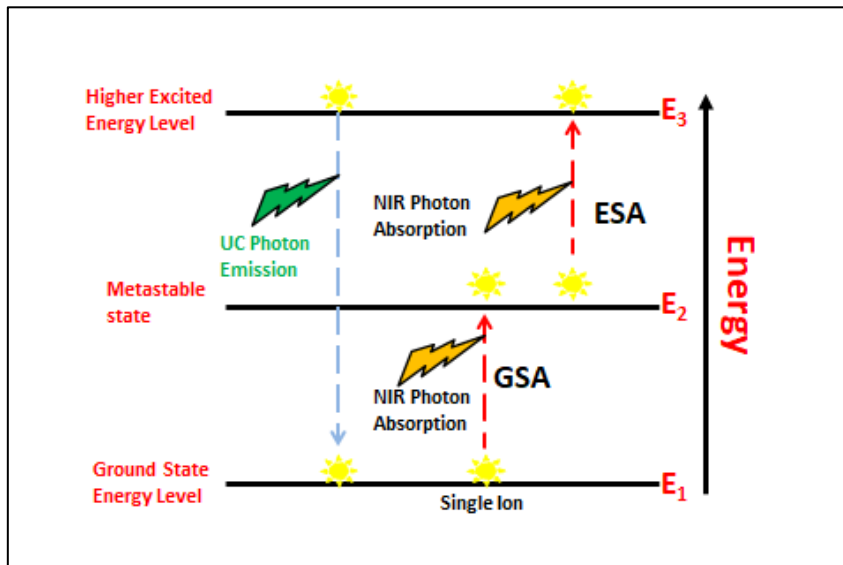 Higher Excited
Energy Level
E3
NIR Photon
Absorption
ESA
UC Photon
Emission
Metastable
state
E2
Energy
NIR Photon
Absorption
GSA
Ground State
Energy Level
E1
Single Ion